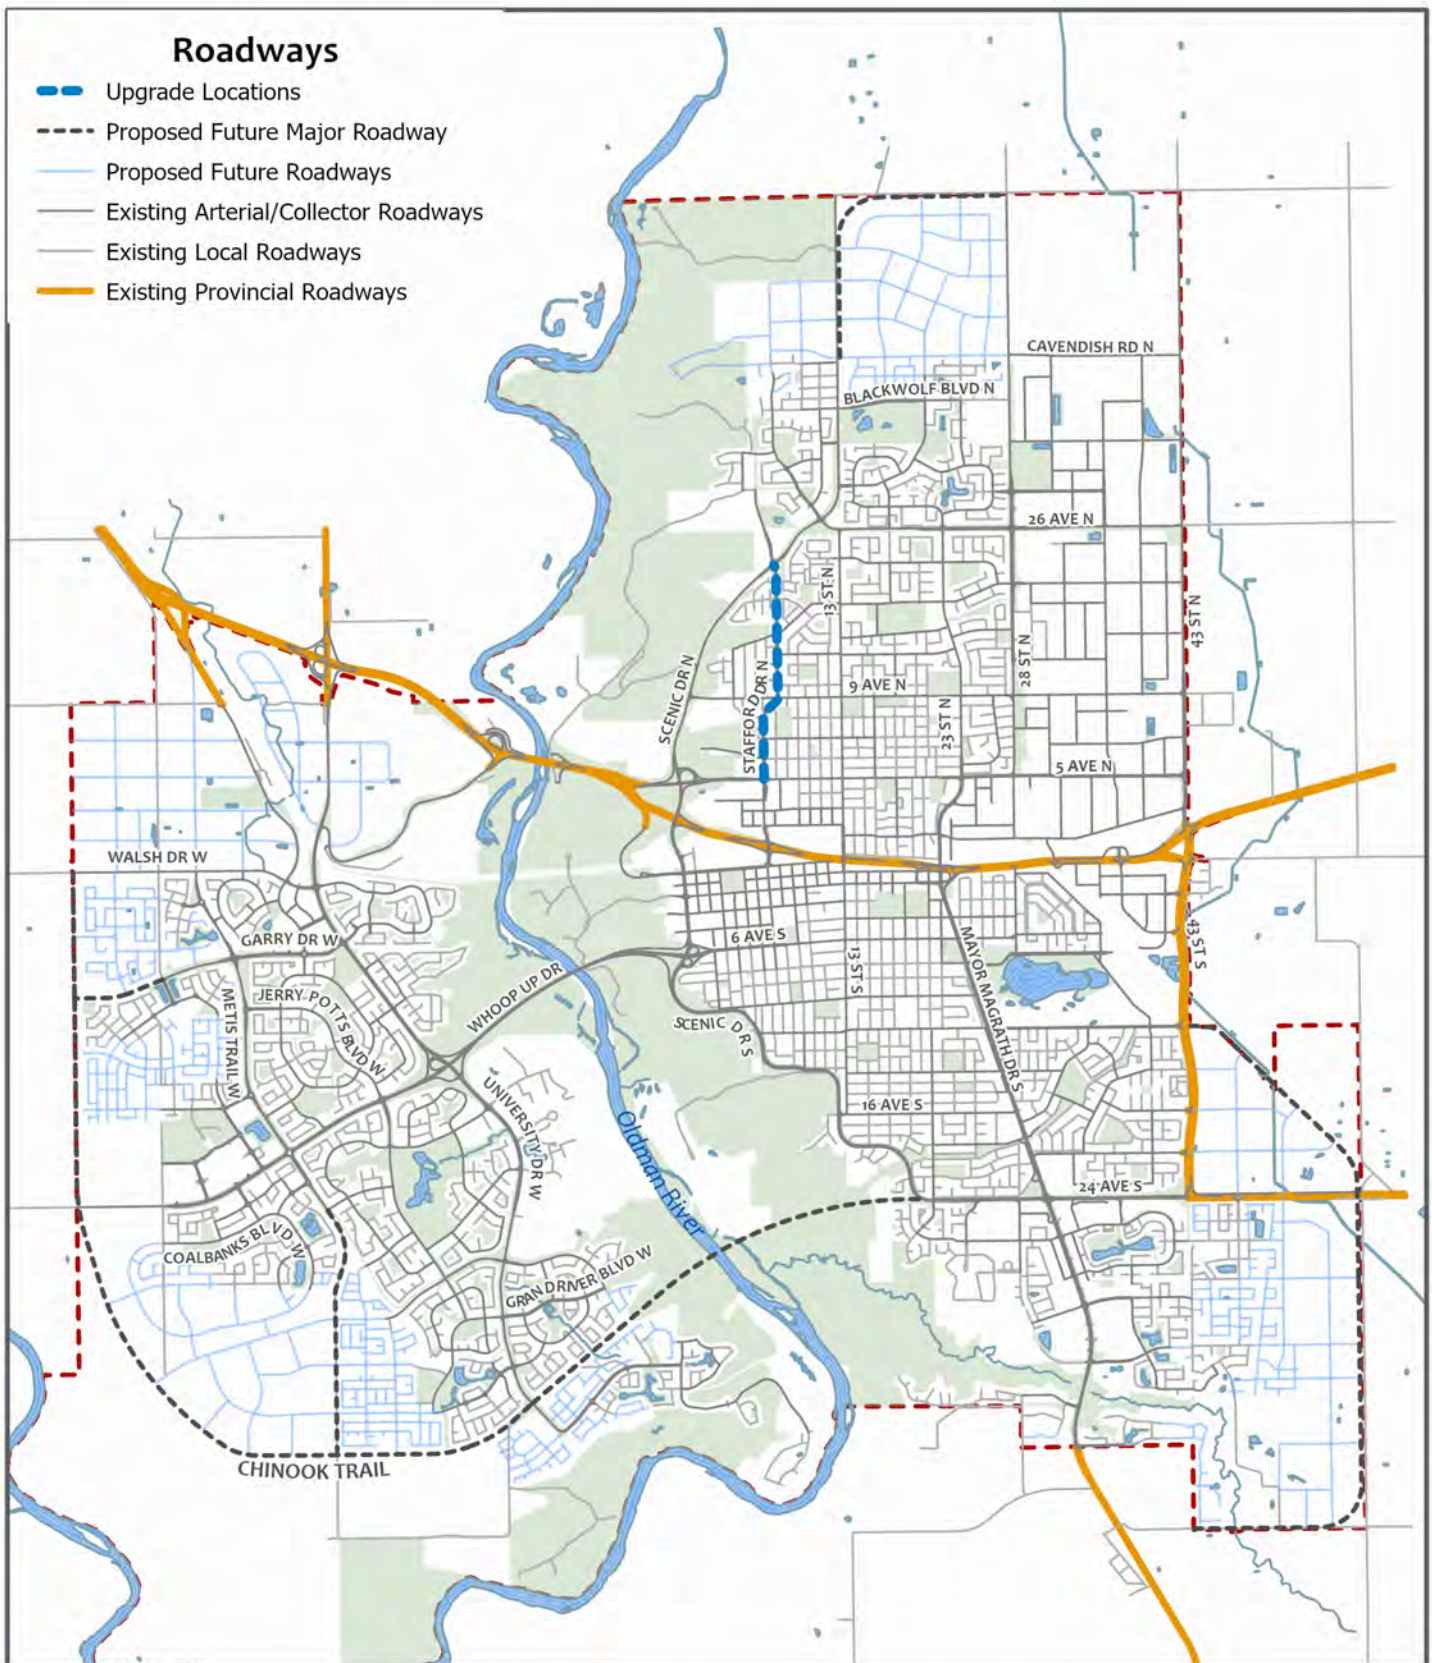 Roadways
Upgrade Locations
Proposed Future Major Roadway
Proposed Future Roadways
Existing Arterial/Collector Roadways
Existing Local Roadways
Existing Provincial Roadways
CAVENDISH RD N
BLACKWOLF BLVD N
26 AVE N
13 ST N
43 ST N
28 ST N
SCENIC DR N
STAFFORD DR N
9 AVE N
23 ST N
5 AVE N
WALSH DR W
GARRY DR W
6 AVE S
13 ST S
MAYOR MAGRATH DR S
43 ST S
WHOOP UP DR
JERRY POTTS BLVD W
METIS TRAIL W
SCENIC DR S
UNIVERSITY DR W
16 AVE S
Oldman River
24 AVE S
COALBANKS BLVD W
GRAN DRIVER BLVD W
CHINOOK TRAIL